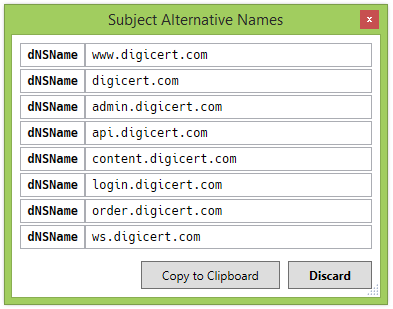 Subject Alternative Names
x
dNSName www.digicert.com
dNSName digicert.com
dNSName admin.digicert.com
dNSName api.digicert.com
dNSName content.digicert.com
dNSName login.digicert.com
dNSName order.digicert.com
dNSName ws.digicert.com
Copy to Clipboard Discard